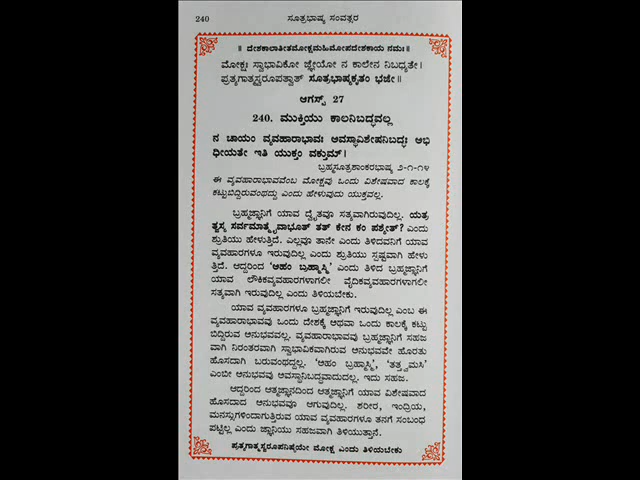 240
ಸೂತ್ರಭಾಷ್ಯ ಸಂವತ್ಸರ
॥ ದೇಶಕಾಲಾತೀತಮೋಕ್ಷಮಹಿಮೋಪದೇಶಕಾಯ ನಮಃ॥
ಮೋಕ್ಷಃ ಸ್ವಾಭಾವಿಕೋ ಜ್ಞೇಯೋ ನ ಕಾಲೇನ ನಿಬಧ್ಯತೇ।
ಪ್ರತ್ಯಗಾತ್ಮಸ್ವರೂಪತ್ವಾತ್ ಸೂತ್ರಭಾಷ್ಯಕೃತಂ ಭಜೇ॥
ಆಗಸ್ಟ್ 27
240. ಮುಕ್ತಿಯು ಕಾಲನಿಬದ್ಧವಲ್ಲ
ನ ಚಾಯಂ ವ್ಯವಹಾರಾಭಾವಃ ಅವಸ್ಥಾವಿಶೇಷನಿಬದ್ಧಃ ಅಭಿ
ಧೀಯತೇ ಇತಿ ಯುಕ್ತಂ ವಕ್ತುಮ್।
ಬ್ರಹ್ಮಸೂತ್ರಶಾಂಕರಭಾಷ್ಯ ೨-೧-೧೪
ಈ ವ್ಯವಹಾರಾಭಾವವೆಂಬ ಮೋಕ್ಷವು ಒಂದು ವಿಶೇಷವಾದ ಕಾಲಕ್ಕೆ
ಕಟ್ಟುಬಿದ್ದಿರುವಂಥದ್ದು ಎಂದು ಹೇಳುವುದು ಯುಕ್ತವಲ್ಲ.
ಬ್ರಹ್ಮಜ್ಞಾನಿಗೆ ಯಾವ ದ್ವೈತವೂ ಸತ್ಯವಾಗಿರುವುದಿಲ್ಲ. ಯತ್ರ
ತ್ವಸ್ಯ ಸರ್ವಮಾತ್ಮೈವಾಭೂತ್ ತತ್ ಕೇನ ಕಂ ಪಶ್ಯೇತ್? ಎಂದು
ಶ್ರುತಿಯು ಹೇಳುತ್ತಿದೆ. ಎಲ್ಲವೂ ತಾನೇ ಎಂದು ತಿಳಿದವನಿಗೆ ಯಾವ
ವ್ಯವಹಾರಗಳೂ ಇರುವುದಿಲ್ಲ ಎಂದು ಶ್ರುತಿಯು ಸ್ಪಷ್ಟವಾಗಿ ಹೇಳು
ತ್ತಿದೆ. ಆದ್ದರಿಂದ 'ಅಹಂ ಬ್ರಹ್ಮಾಸ್ಮಿ' ಎಂದು ತಿಳಿದ ಬ್ರಹ್ಮಜ್ಞಾನಿಗೆ
ಯಾವ ಲೌಕಿಕವ್ಯವಹಾರಗಳಾಗಲೀ ವೈದಿಕವ್ಯವಹಾರಗಳಾಗಲೀ
ಸತ್ಯವಾಗಿ ಇರುವುದಿಲ್ಲ ಎಂದು ತಿಳಿಯಬೇಕು.
ಯಾವ ವ್ಯವಹಾರಗಳೂ ಬ್ರಹ್ಮಜ್ಞಾನಿಗೆ ಇರುವುದಿಲ್ಲ ಎಂಬ ಈ
ವ್ಯವಹಾರಾಭಾವವು ಒಂದು ದೇಶಕ್ಕೆ ಅಥವಾ ಒಂದು ಕಾಲಕ್ಕೆ ಕಟ್ಟು
ಬಿದ್ದಿರುವ ಅನುಭವವಲ್ಲ. ವ್ಯವಹಾರಾಭಾವವು ಬ್ರಹ್ಮಜ್ಞಾನಿಗೆ ಸಹಜ
ವಾಗಿ ನಿರಂತರವಾಗಿ ಸ್ವಾಭಾವಿಕವಾಗಿರುವ ಅನುಭವವೇ ಹೊರತು
ಹೊಸದಾಗಿ ಬರುವಂಥದ್ದಲ್ಲ. 'ಅಹಂ ಬ್ರಹ್ಮಾಸ್ಮಿ', 'ತತ್ತ್ವಮಸಿ'
ಎಂಬೀ ಅನುಭವವು ಅವಸ್ಥಾನಿಬದ್ಧವಾದುದಲ್ಲ. ಇದು ಸಹಜ.
ಆದ್ದರಿಂದ ಆತ್ಮಜ್ಞಾನದಿಂದ ಆತ್ಮಜ್ಞಾನಿಗೆ ಯಾವ ವಿಶೇಷವಾದ
ಹೊಸದಾದ ಅನುಭವವೂ ಆಗುವುದಿಲ್ಲ. ಶರೀರ, ಇಂದ್ರಿಯ,
ಮನಸ್ಸುಗಳಿಂದಾಗುತ್ತಿರುವ ಯಾವ ವ್ಯವಹಾರಗಳೂ ತನಗೆ ಸಂಬಂಧ
ಪಟ್ಟಿಲ್ಲ ಎಂದು ಜ್ಞಾನಿಯು ಸಹಜವಾಗಿ ತಿಳಿಯುತ್ತಾನೆ.
ಪ್ರತ್ಯಗಾತ್ಮಸ್ವರೂಪನಿಷ್ಠೆಯೇ ಮೋಕ್ಷ ಎಂದು ತಿಳಿಯಬೇಕು